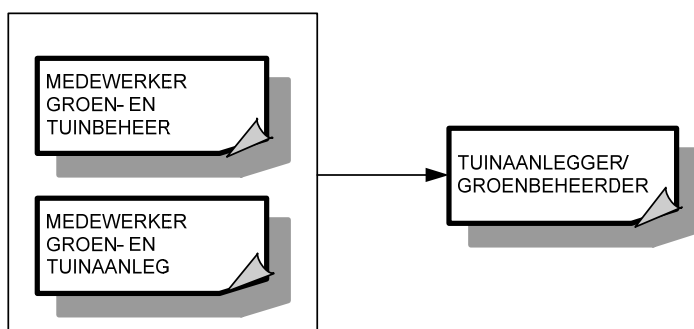 MEDEWERKER
GROEN- EN
TUINBEHEER
MEDEWERKER
GROEN- EN
TUINAANLEG
TUINAANLEGGER/
GROENBEHEERDER